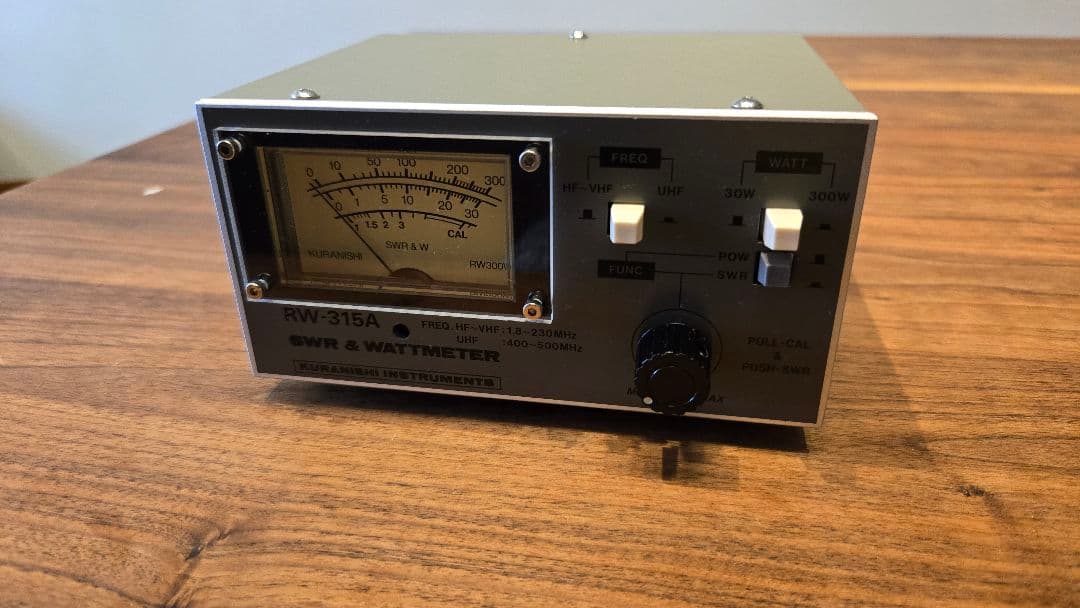 0 10 50 100 200 300
0 1 5 10 20 30
1 1.5 2 3 CAL
SWR & W
KURANISHI
RW300
RW-315A
FREQ. HF~VHF : 1.8~230MHz
UHF :400~500MHz
SWR & WATTMETER
KURANISHI INSTRUMENTS
FREQ
HF~VHF UHF
WATT
30W 300W
POW
FUNC
SWR
PULL-CAL
&
PUSH-SWR